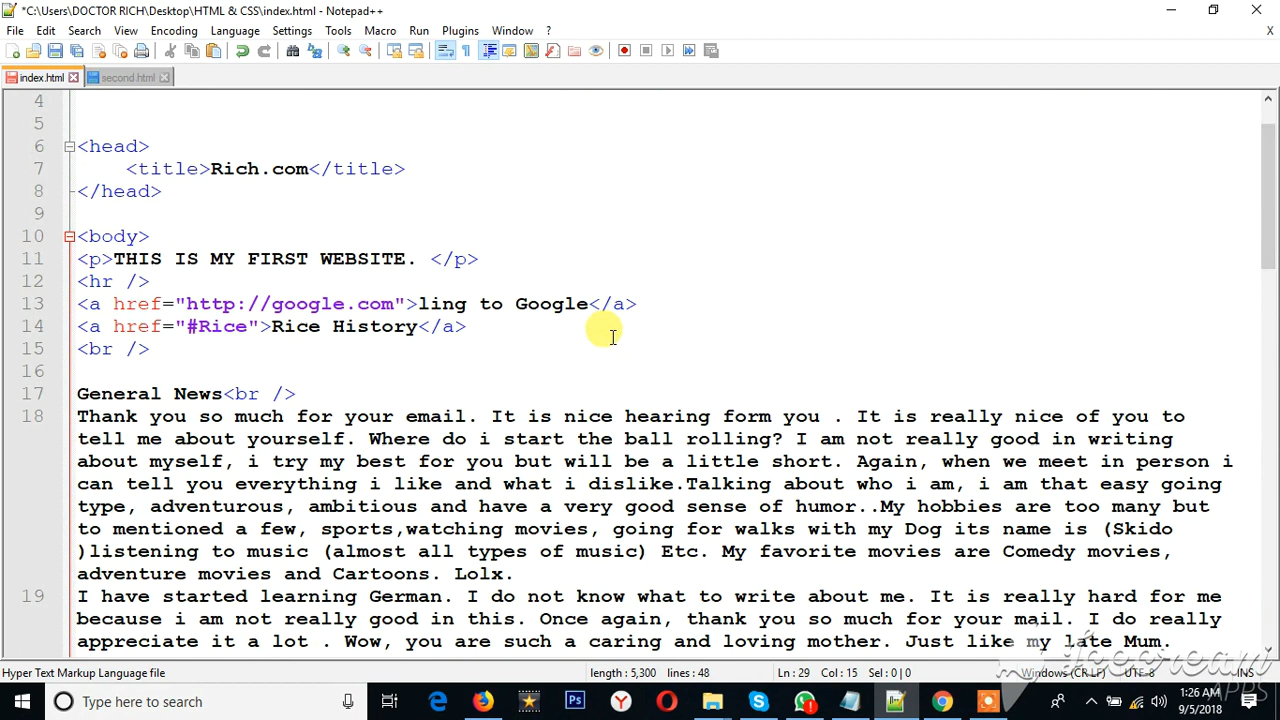 *C:\Users\DOCTOR RICH\Desktop\HTML & CSS\index.html - Notepad++
File Edit Search View Encoding Language Settings Tools Macro Run Plugins Window ? X
index.html second.html
4
5
6 <head>
7 <title>Rich.com</title>
8 </head>
9
10 <body>
11 <p>THIS IS MY FIRST WEBSITE. </p>
12 <hr />
13 <a href="http://google.com">ling to Google</a>
14 <a href="#Rice">Rice History</a>
15 <br />
16
17 General News<br />
18 Thank you so much for your email. It is nice hearing form you . It is really nice of you to
tell me about yourself. Where do i start the ball rolling? I am not really good in writing
about myself, i try my best for you but will be a little short. Again, when we meet in person i
can tell you everything i like and what i dislike.Talking about who i am, i am that easy going
type, adventurous, ambitious and have a very good sense of humor..My hobbies are too many but
to mentioned a few, sports,watching movies, going for walks with my Dog its name is (Skido
)listening to music (almost all types of music) Etc. My favorite movies are Comedy movies,
adventure movies and Cartoons. Lolx.
19 I have started learning German. I do not know what to write about me. It is really hard for me
because i am not really good in this. Once again, thank you so much for your mail. I do really
appreciate it a lot . Wow, you are such a caring and loving mother. Just like my late Mum.
Hyper Text Markup Language file length : 5,300 lines : 48 Ln : 29 Col : 15 Sel : 0 | 0 Windows (CR LF) UTF-8 INS
Icecream
APPS
Type here to search
1:26 AM
9/5/2018